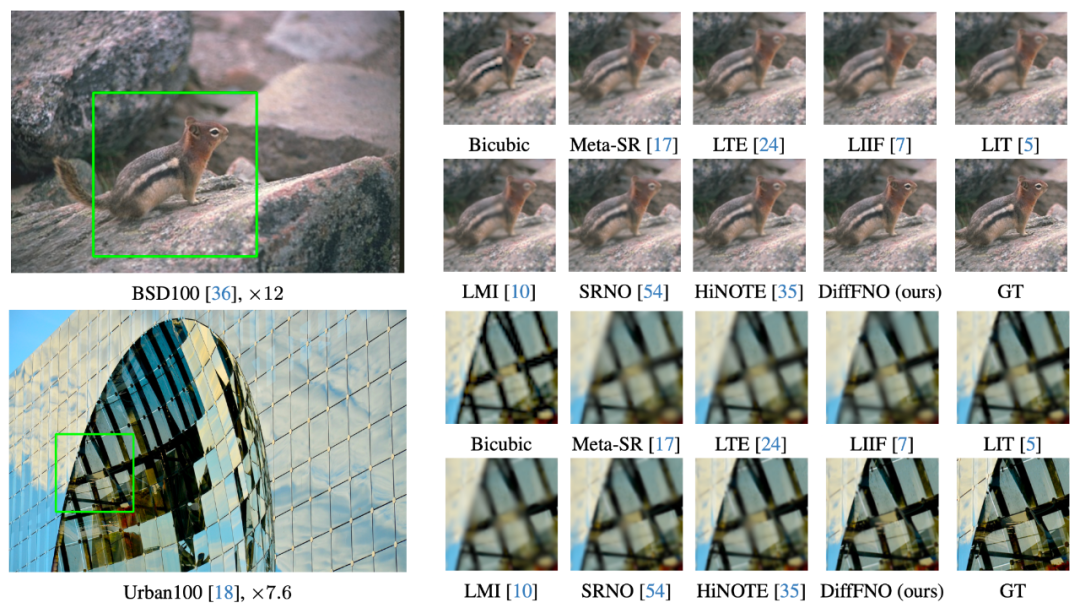 Bicubic Meta-SR [17] LTE [24] LIIF [7] LIT [5]
LMI [10] SRNO [54] HiNOTE [35] DiffFNO (ours) GT
BSD100 [36], ×12
Bicubic Meta-SR [17] LTE [24] LIIF [7] LIT [5]
LMI [10] SRNO [54] HiNOTE [35] DiffFNO (ours) GT
Urban100 [18], ×7.6